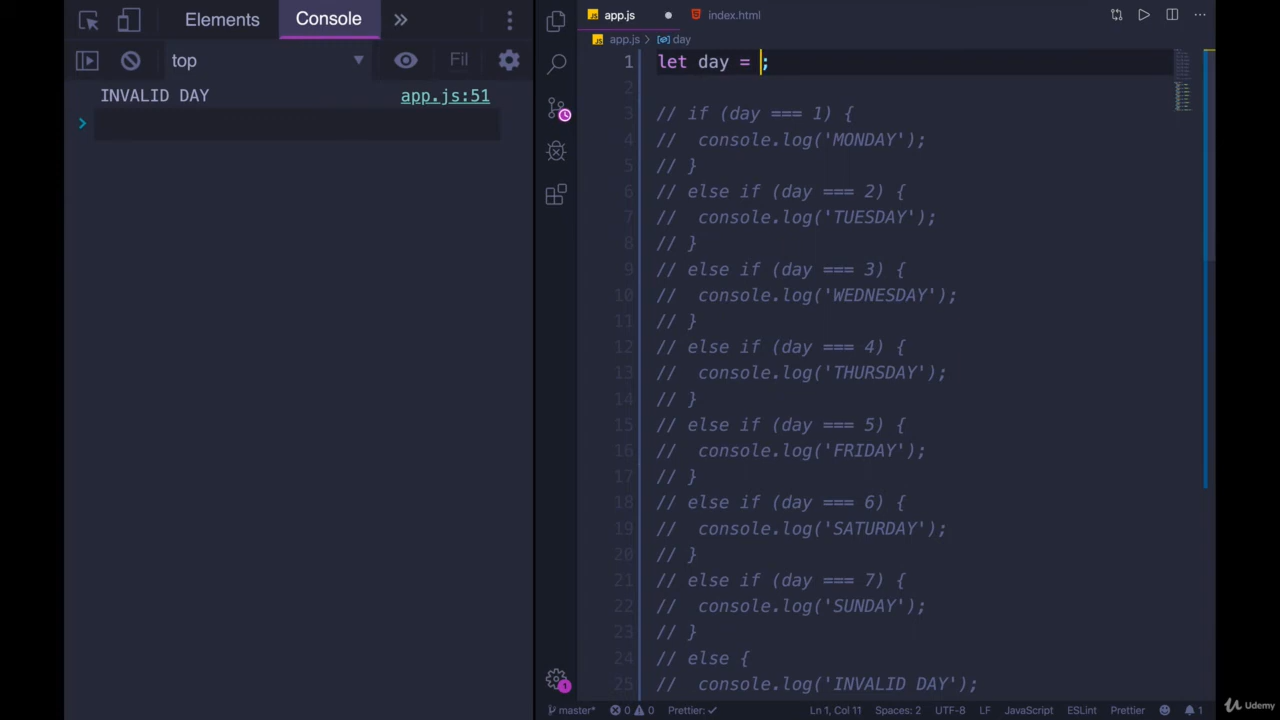 Elements Console »
top Fil
INVALID DAY app.js:51
>
app.js index.html
app.js > day
1 let day = ;
2
3 // if (day === 1) {
4 //  console.log('MONDAY');
5 // }
6 // else if (day === 2) {
7 //  console.log('TUESDAY');
8 // }
9 // else if (day === 3) {
10 //  console.log('WEDNESDAY');
11 // }
12 // else if (day === 4) {
13 //  console.log('THURSDAY');
14 // }
15 // else if (day === 5) {
16 //  console.log('FRIDAY');
17 // }
18 // else if (day === 6) {
19 //  console.log('SATURDAY');
20 // }
21 // else if (day === 7) {
22 //  console.log('SUNDAY');
23 // }
24 // else {
25 //  console.log('INVALID DAY');
master* 0 0 Prettier: ✓ Ln 1, Col 11 Spaces: 2 UTF-8 LF JavaScript ESLint Prettier 1
Udemy